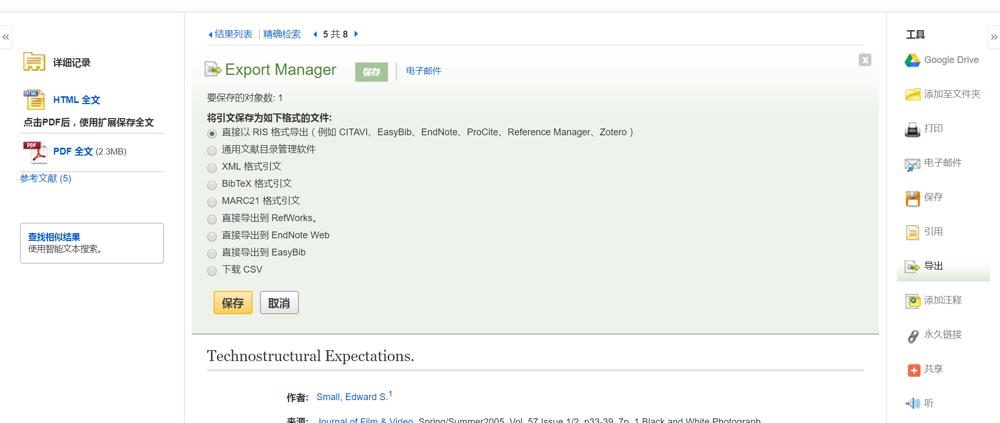 结果列表 | 精确检索 5 共 8
Export Manager 保存 电子邮件
要保存的对象数: 1
将引文保存为如下格式的文件:
直接以 RIS 格式导出 ( 例如 CITAVI、EasyBib、EndNote、ProCite、Reference Manager、Zotero )
通用文献目录管理软件
XML 格式引文
BibTeX 格式引文
MARC21 格式引文
直接导出到 RefWorks。
直接导出到 EndNote Web
直接导出到 EasyBib
下载 CSV
保存 取消
Technostructural Expectations.
作者: Small, Edward S.1
来源: Journal of Film & Video. Spring/Summer2005, Vol. 57 Issue 1/2, p33-39. 7p. 1 Black and White Photograph.
详细记录
HTML
HTML 全文
点击PDF后，使用扩展保存全文
PDF
PDF 全文 (2.3MB)
参考文献 (5)
查找相似结果
使用智能文本搜索。
工具
Google Drive
添加至文件夹
打印
电子邮件
保存
引用
导出
添加注释
永久链接
共享
听